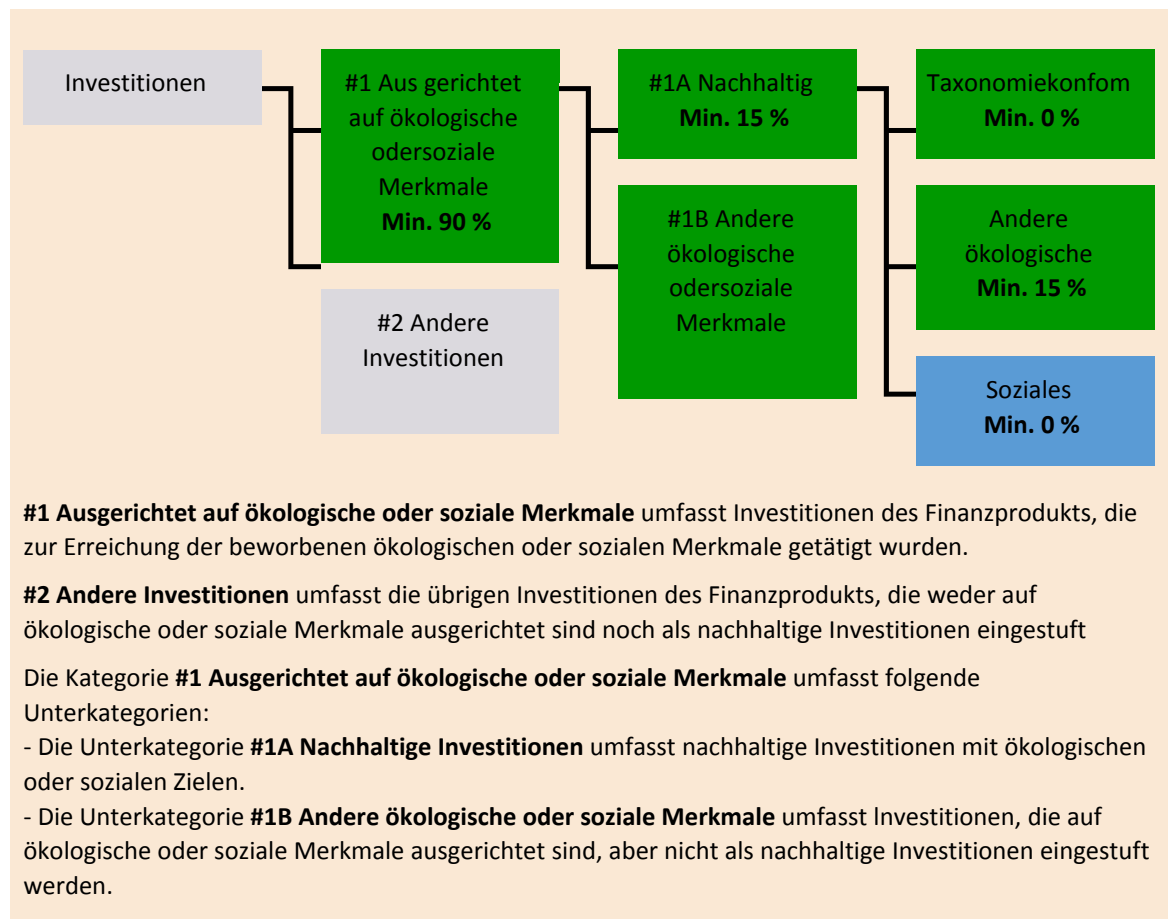 Investitionen
#1 Aus gerichtet
auf ökologische
odersoziale
Merkmale
Min. 90 %
#2 Andere
Investitionen
#1A Nachhaltig
Min. 15 %
#1B Andere
ökologische
odersoziale
Merkmale
Taxonomiekonfom
Min. 0 %
Andere
ökologische
Min. 15 %
Soziales
Min. 0 %
#1 Ausgerichtet auf ökologische oder soziale Merkmale umfasst Investitionen des Finanzprodukts, die
zur Erreichung der beworbenen ökologischen oder sozialen Merkmale getätigt wurden.
#2 Andere Investitionen umfasst die übrigen Investitionen des Finanzprodukts, die weder auf
ökologische oder soziale Merkmale ausgerichtet sind noch als nachhaltige Investitionen eingestuft
Die Kategorie #1 Ausgerichtet auf ökologische oder soziale Merkmale umfasst folgende
Unterkategorien:
- Die Unterkategorie #1A Nachhaltige Investitionen umfasst nachhaltige Investitionen mit ökologischen
oder sozialen Zielen.
- Die Unterkategorie #1B Andere ökologische oder soziale Merkmale umfasst lnvestitionen, die auf
ökologische oder soziale Merkmale ausgerichtet sind, aber nicht als nachhaltige Investitionen eingestuft
werden.